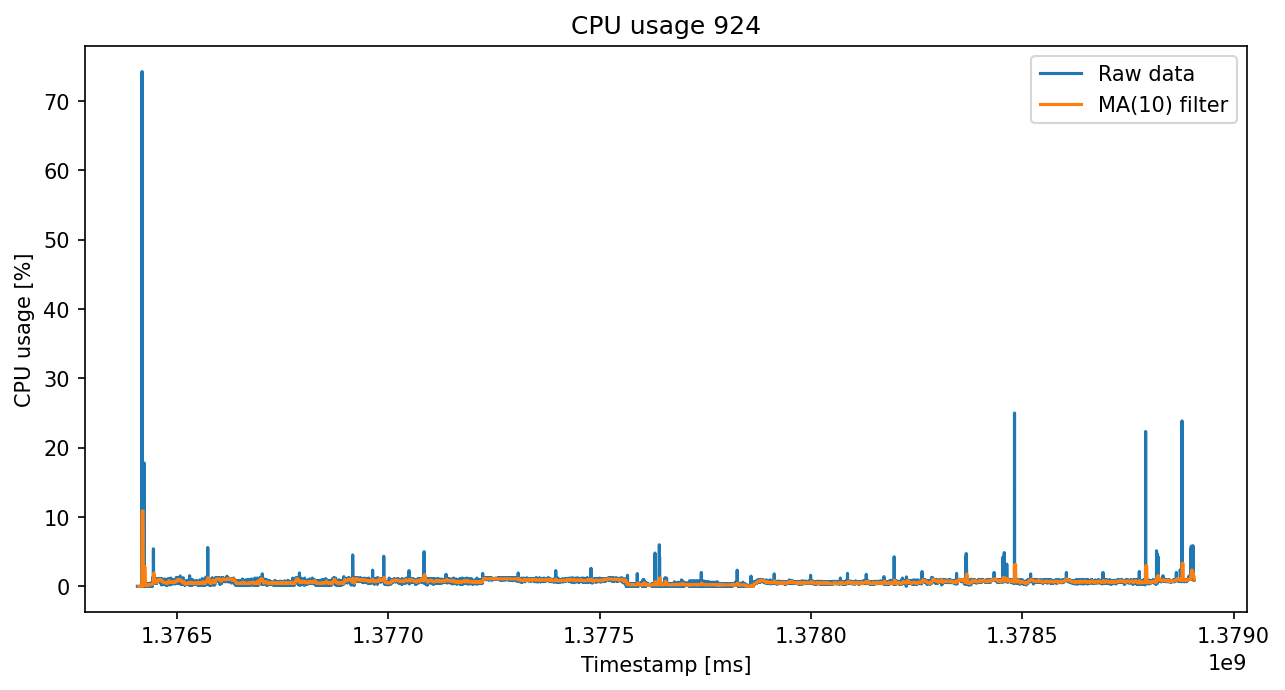 CPU usage 924
Raw data
MA(10) filter
CPU usage [%]
70
60
50
40
30
20
10
0
1.3765
1.3770
1.3775
1.3780
1.3785
1.3790
1e9
Timestamp [ms]